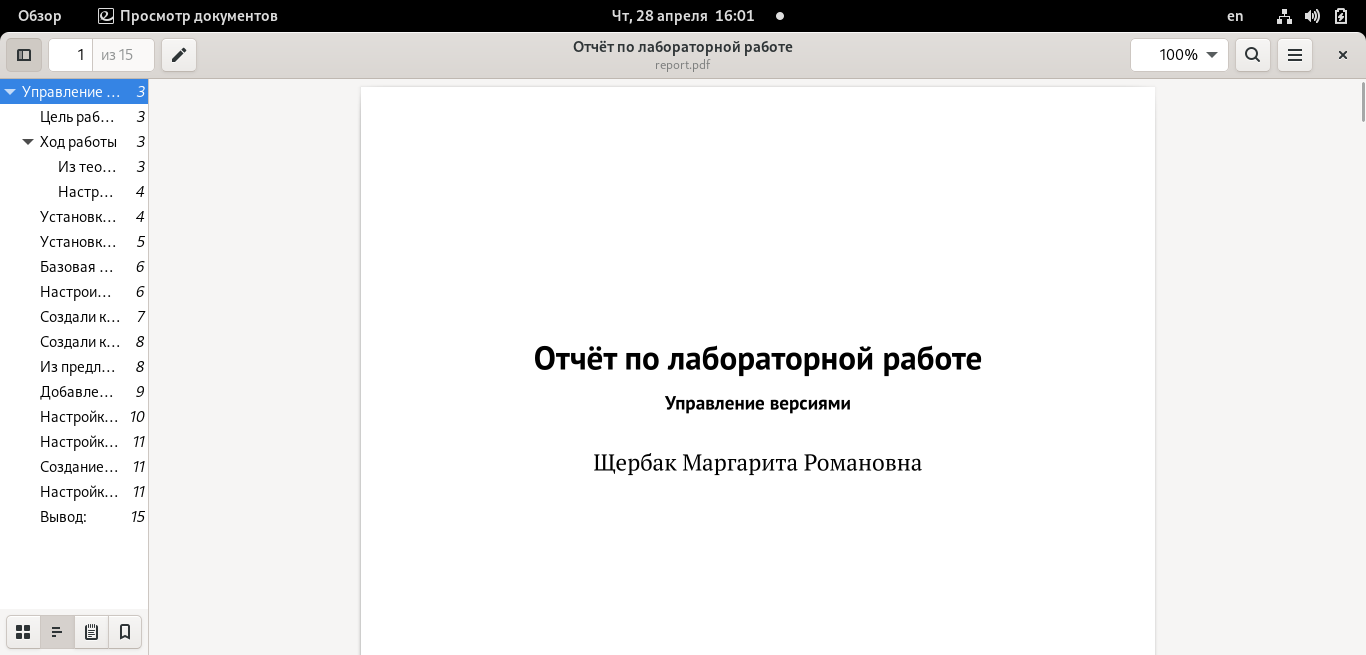 Обзор Просмотр документов Чт, 28 апреля 16:01 en
1 из 15 Отчёт по лабораторной работе 100%
report.pdf
Управление … 3
Цель раб… 3
Ход работы 3
Из тео… 3
Настр… 4
Установк… 4
Установк… 5
Базовая … 6
Настрои… 6
Создали к… 7
Создали к… 8
Из предл… 8
Добавле… 9
Настройк… 10
Настройк… 11
Создание… 11
Настройк… 11
Вывод: 15
Отчёт по лабораторной работе
Управление версиями
Щербак Маргарита Романовна